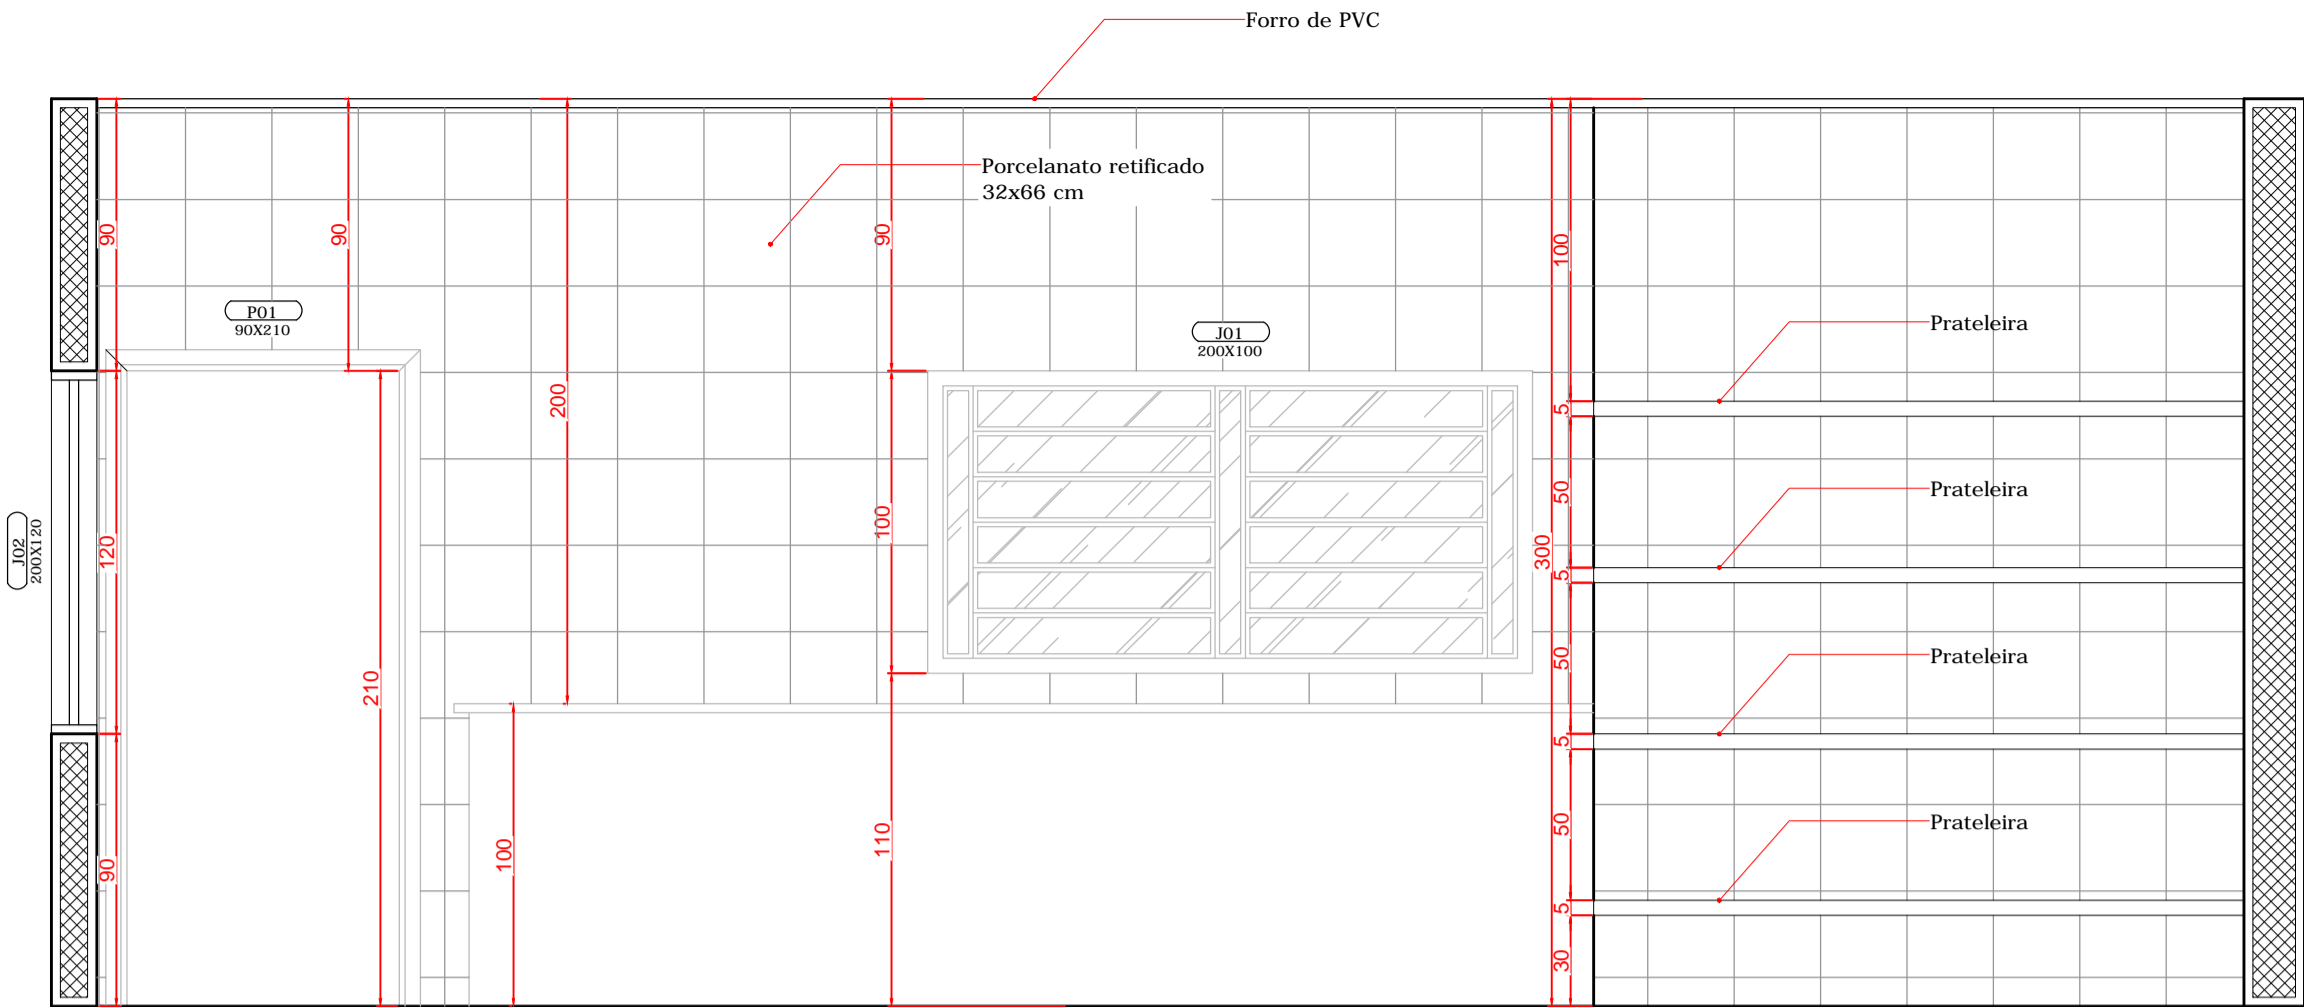 Forro de PVC
Porcelanato retificado
32x66 cm
90
90
90
100
P01
90X210
J01
200X100
Prateleira
200
5
J02
200X120
120
100
300
50
Prateleira
5
210
50
Prateleira
5
90
100
110
50
Prateleira
5
30